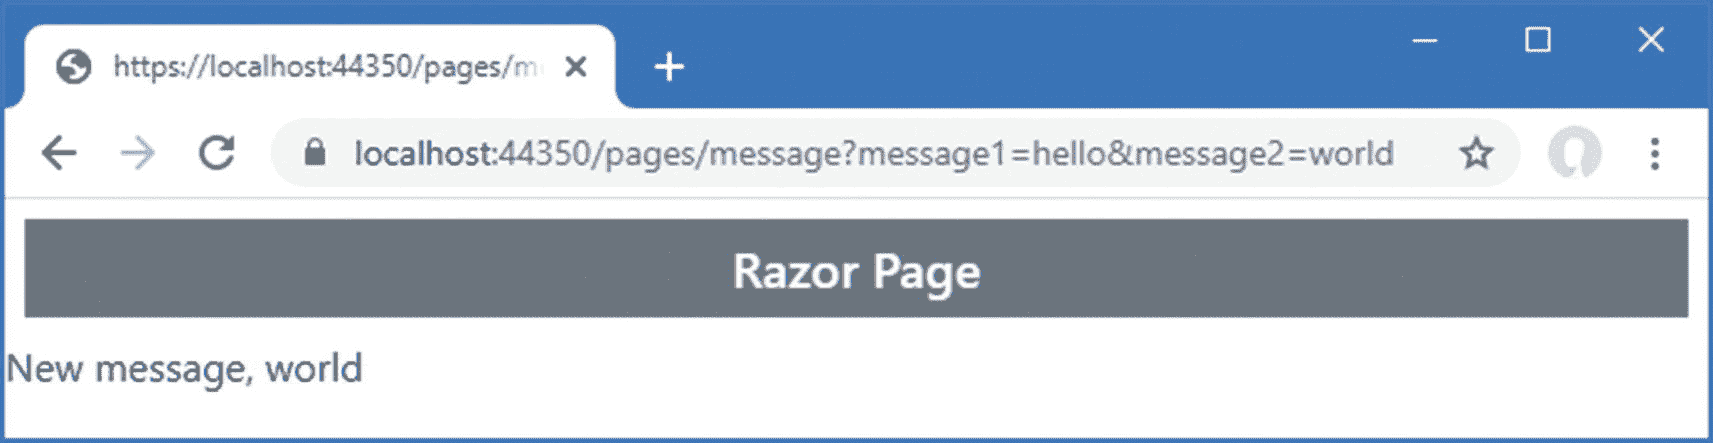 https://localhost:44350/pages/m
localhost:44350/pages/message?message1=hello&message2=world
Razor Page
New message, world